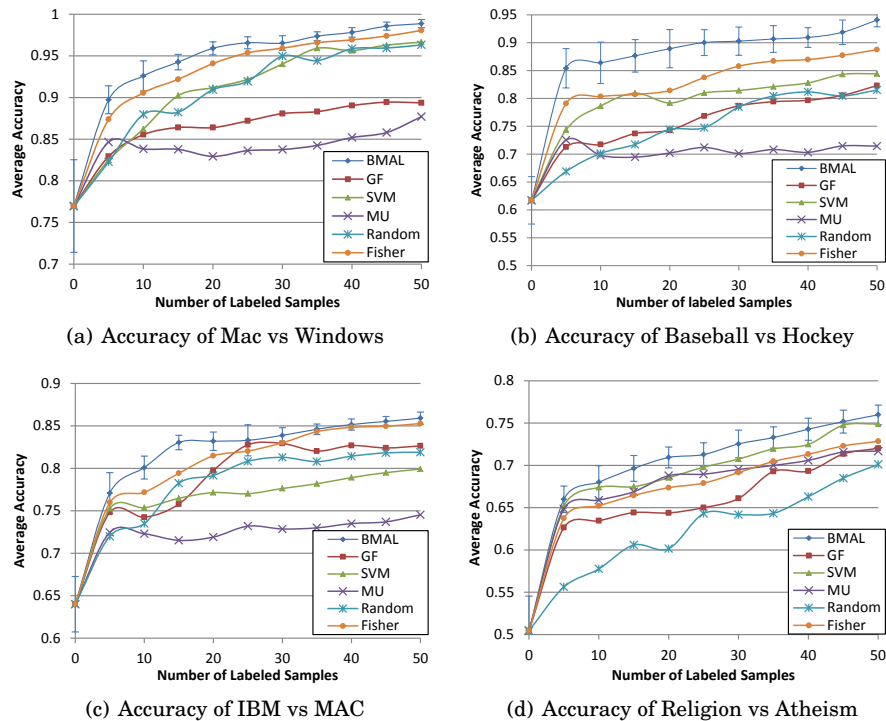 1
0.95
0.9
0.85
0.8
0.75
0.7
Average Accuracy
0 10 20 30 40 50
Number of Labeled Samples
BMAL
GF
SVM
MU
Random
Fisher
(a) Accuracy of Mac vs Windows
0.95
0.9
0.85
0.8
0.75
0.7
0.65
0.6
0.55
0.5
Average Accuracy
0 10 20 30 40 50
Number of labeled Samples
BMAL
GF
SVM
MU
Random
Fisher
(b) Accuracy of Baseball vs Hockey
0.9
0.85
0.8
0.75
0.7
0.65
0.6
Average Accuracy
0 10 20 30 40 50
Number of Labeled Samples
BMAL
GF
SVM
MU
Random
Fisher
(c) Accuracy of IBM vs MAC
0.8
0.75
0.7
0.65
0.6
0.55
0.5
Average Accuracy
0 10 20 30 40 50
Number of Labeled Samples
BMAL
GF
SVM
MU
Random
Fisher
(d) Accuracy of Religion vs Atheism